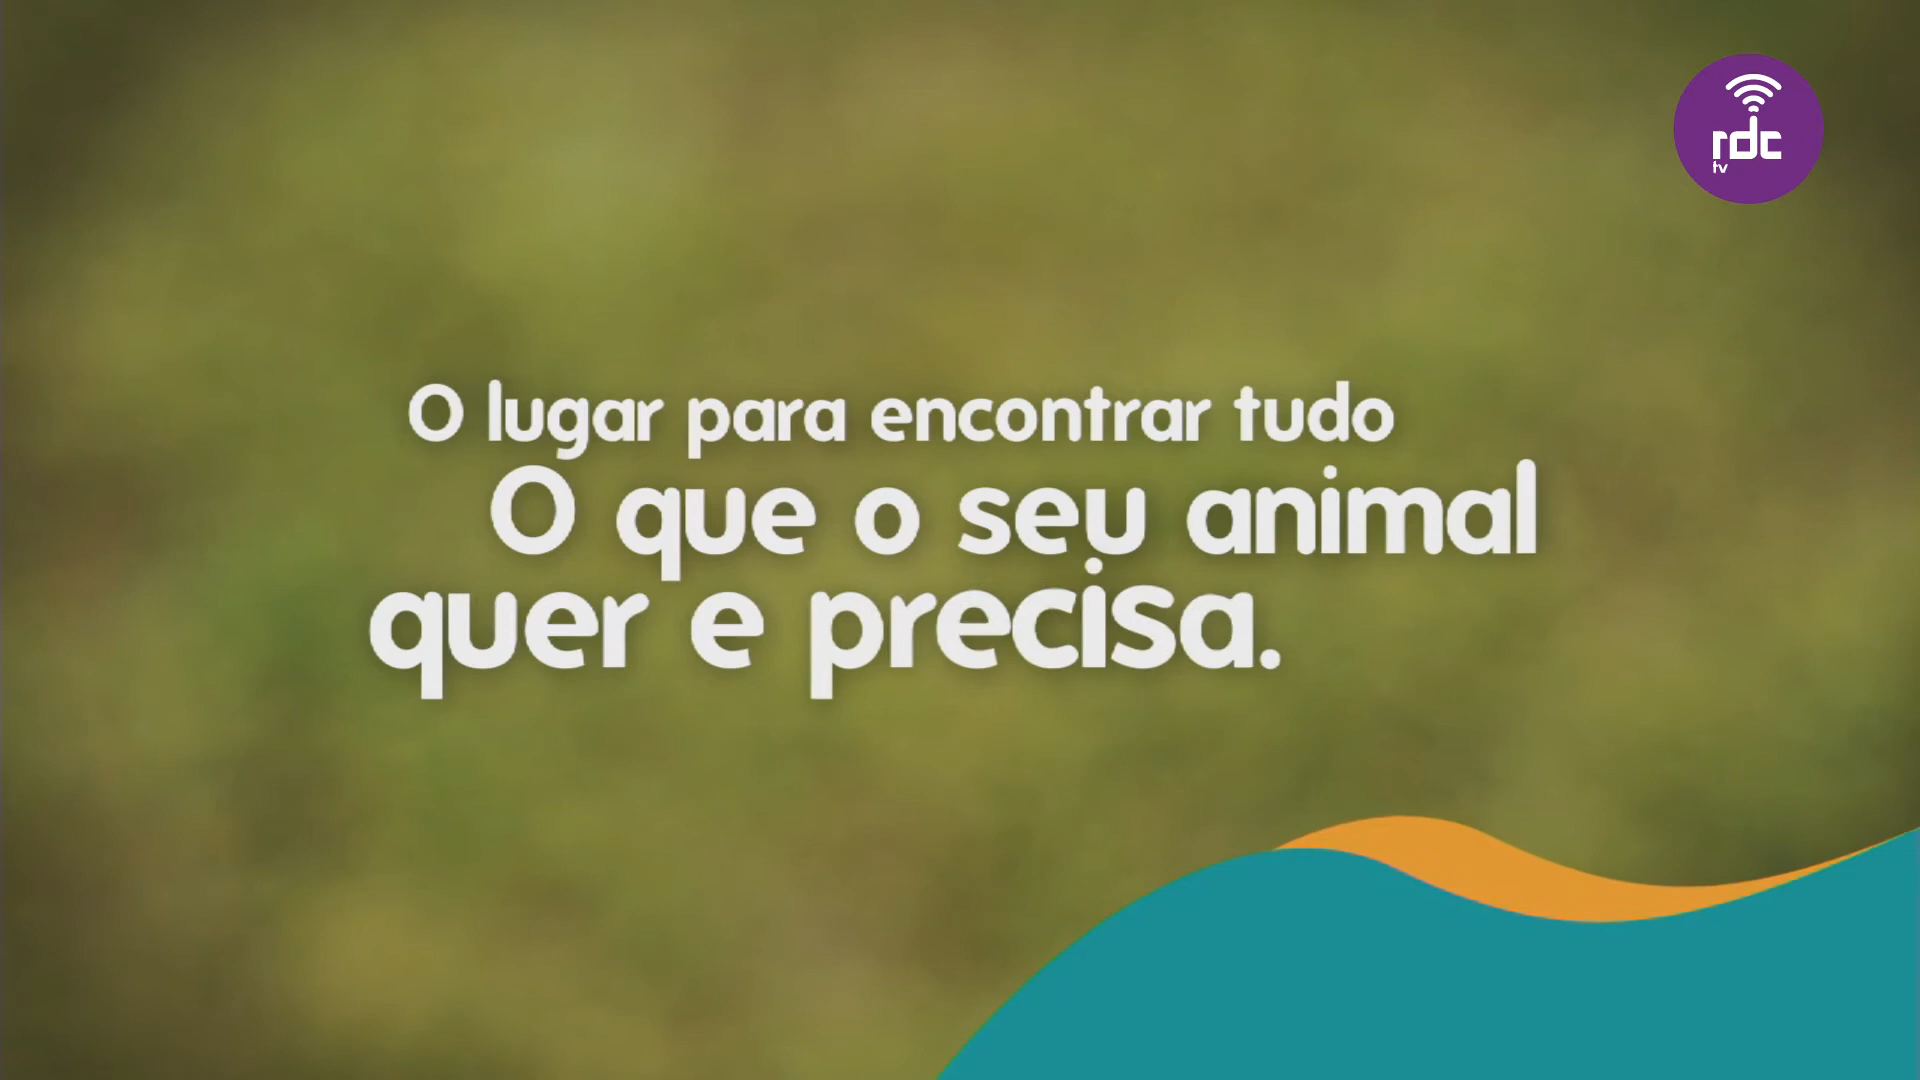 rdc
tv
O lugar para encontrar tudo
O que o seu animal
quer e precisa.